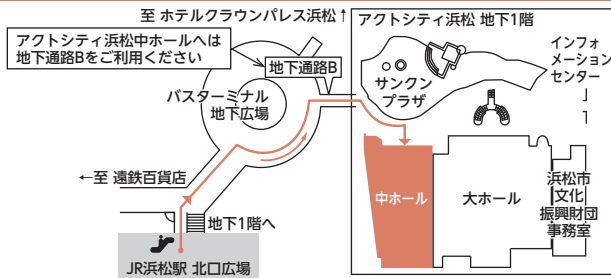 至 ホテルクラウンパレス浜松↑
アクトシティ浜松 地下1階
アクトシティ浜松中ホールへは
地下通路Bをご利用ください
地下通路B
バスターミナル
地下広場
サンクン
プラザ
インフォ
メーション
センター
←至 遠鉄百貨店
中ホール
大ホール
浜松市
文化
振興財団
事務室
地下1階へ
JR浜松駅 北口広場